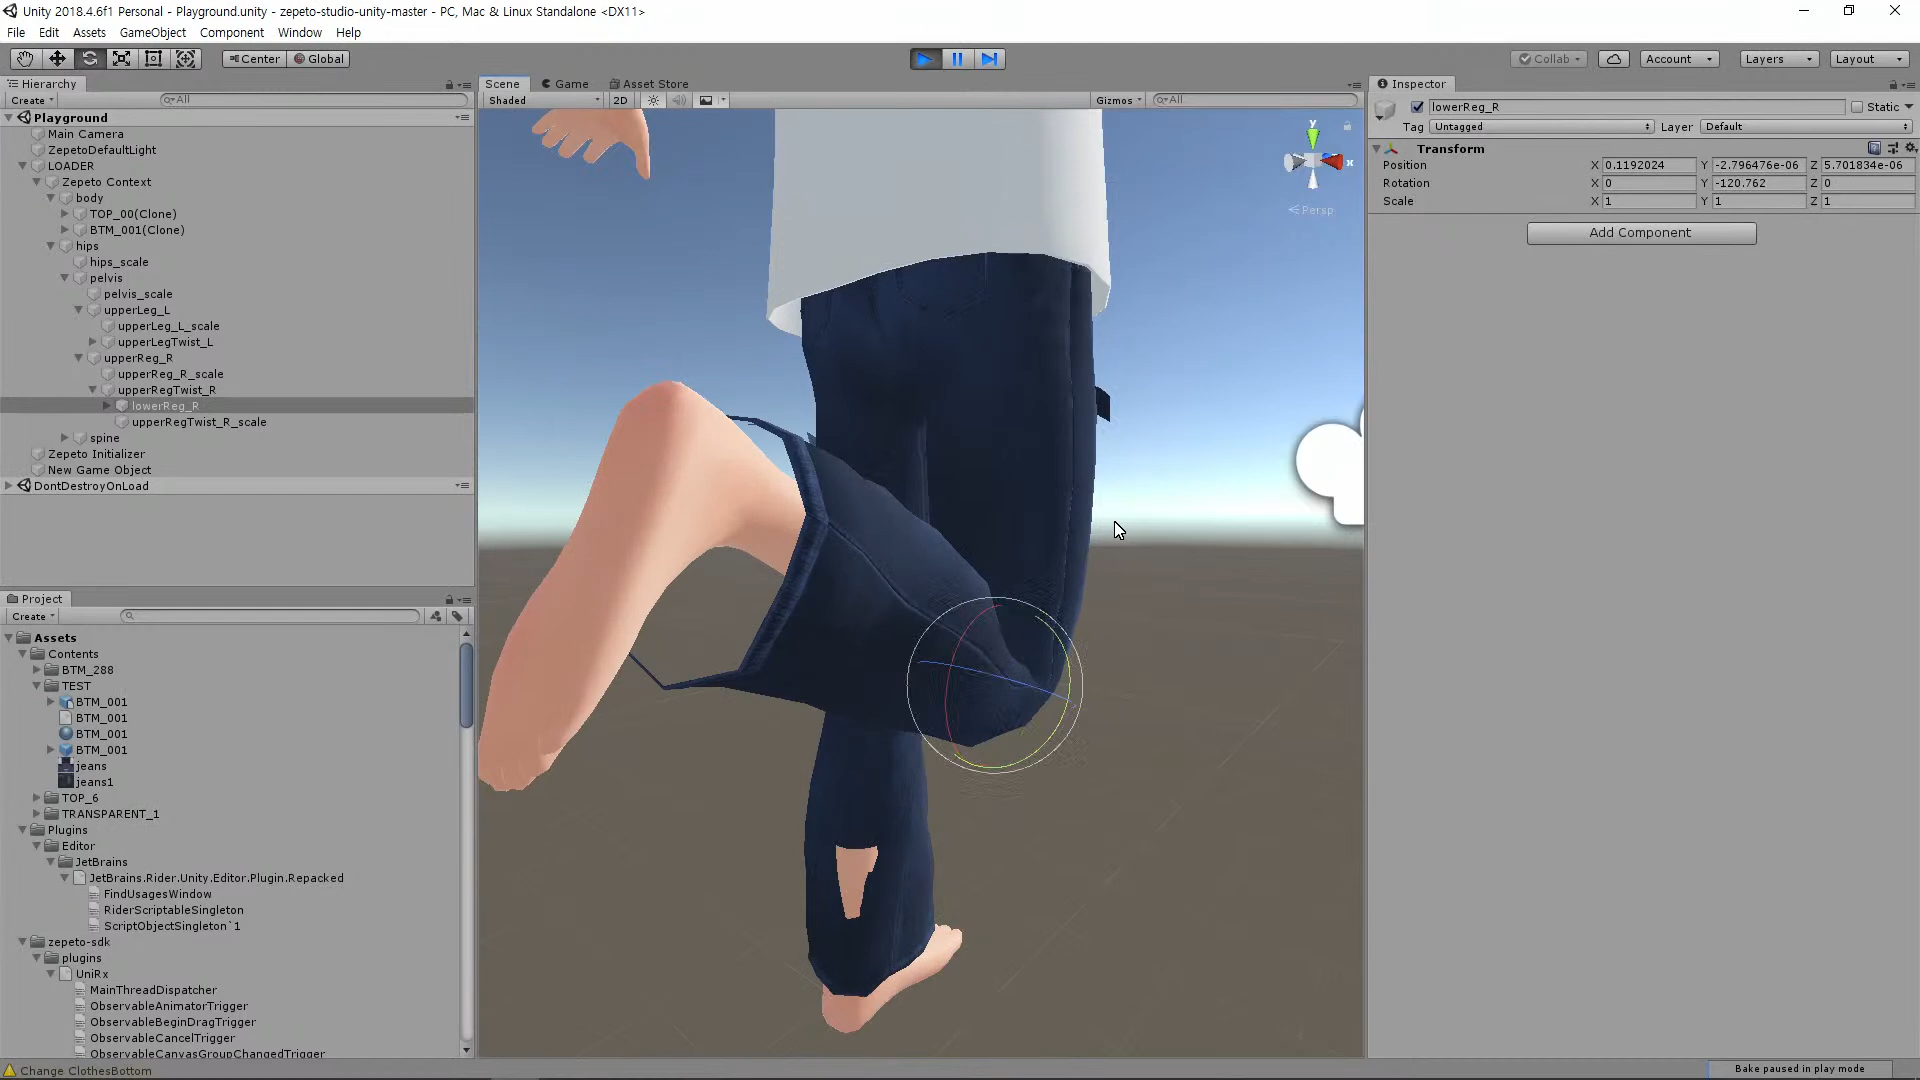 Unity 2018.4.6f1 Personal - Playground.unity - zepeto-studio-unity-master - PC, Mac & Linux Standalone <DX11>
File Edit Assets GameObject Component Window Help
Center Global Collab Account Layers Layout
Hierarchy
Create All
Playground
Main Camera
ZepetoDefaultLight
LOADER
Zepeto Context
body
TOP_00(Clone)
BTM_001(Clone)
hips
hips_scale
pelvis
pelvis_scale
upperLeg_L
upperLeg_L_scale
upperLegTwist_L
upperReg_R
upperReg_R_scale
upperRegTwist_R
lowerReg_R
upperRegTwist_R_scale
spine
Zepeto Initializer
New Game Object
DontDestroyOnLoad
Project
Create
Assets
Contents
BTM_288
TEST
BTM_001
BTM_001
BTM_001
BTM_001
jeans
jeans1
TOP_6
TRANSPARENT_1
Plugins
Editor
JetBrains
JetBrains.Rider.Unity.Editor.Plugin.Repacked
FindUsagesWindow
RiderScriptableSingleton
ScriptObjectSingleton`1
zepeto-sdk
plugins
UniRx
MainThreadDispatcher
ObservableAnimatorTrigger
ObservableBeginDragTrigger
ObservableCancelTrigger
ObservableCanvasGroupChangedTrigger
Change ClothesBottom
Scene Game Asset Store
Shaded 2D Gizmos All
y
x
Persp
Inspector
lowerReg_R Static
Tag Untagged Layer Default
Transform
Position X 0.1192024 Y -2.796476e-06 Z 5.701834e-06
Rotation X 0 Y -120.762 Z 0
Scale X 1 Y 1 Z 1
Add Component
Bake paused in play mode